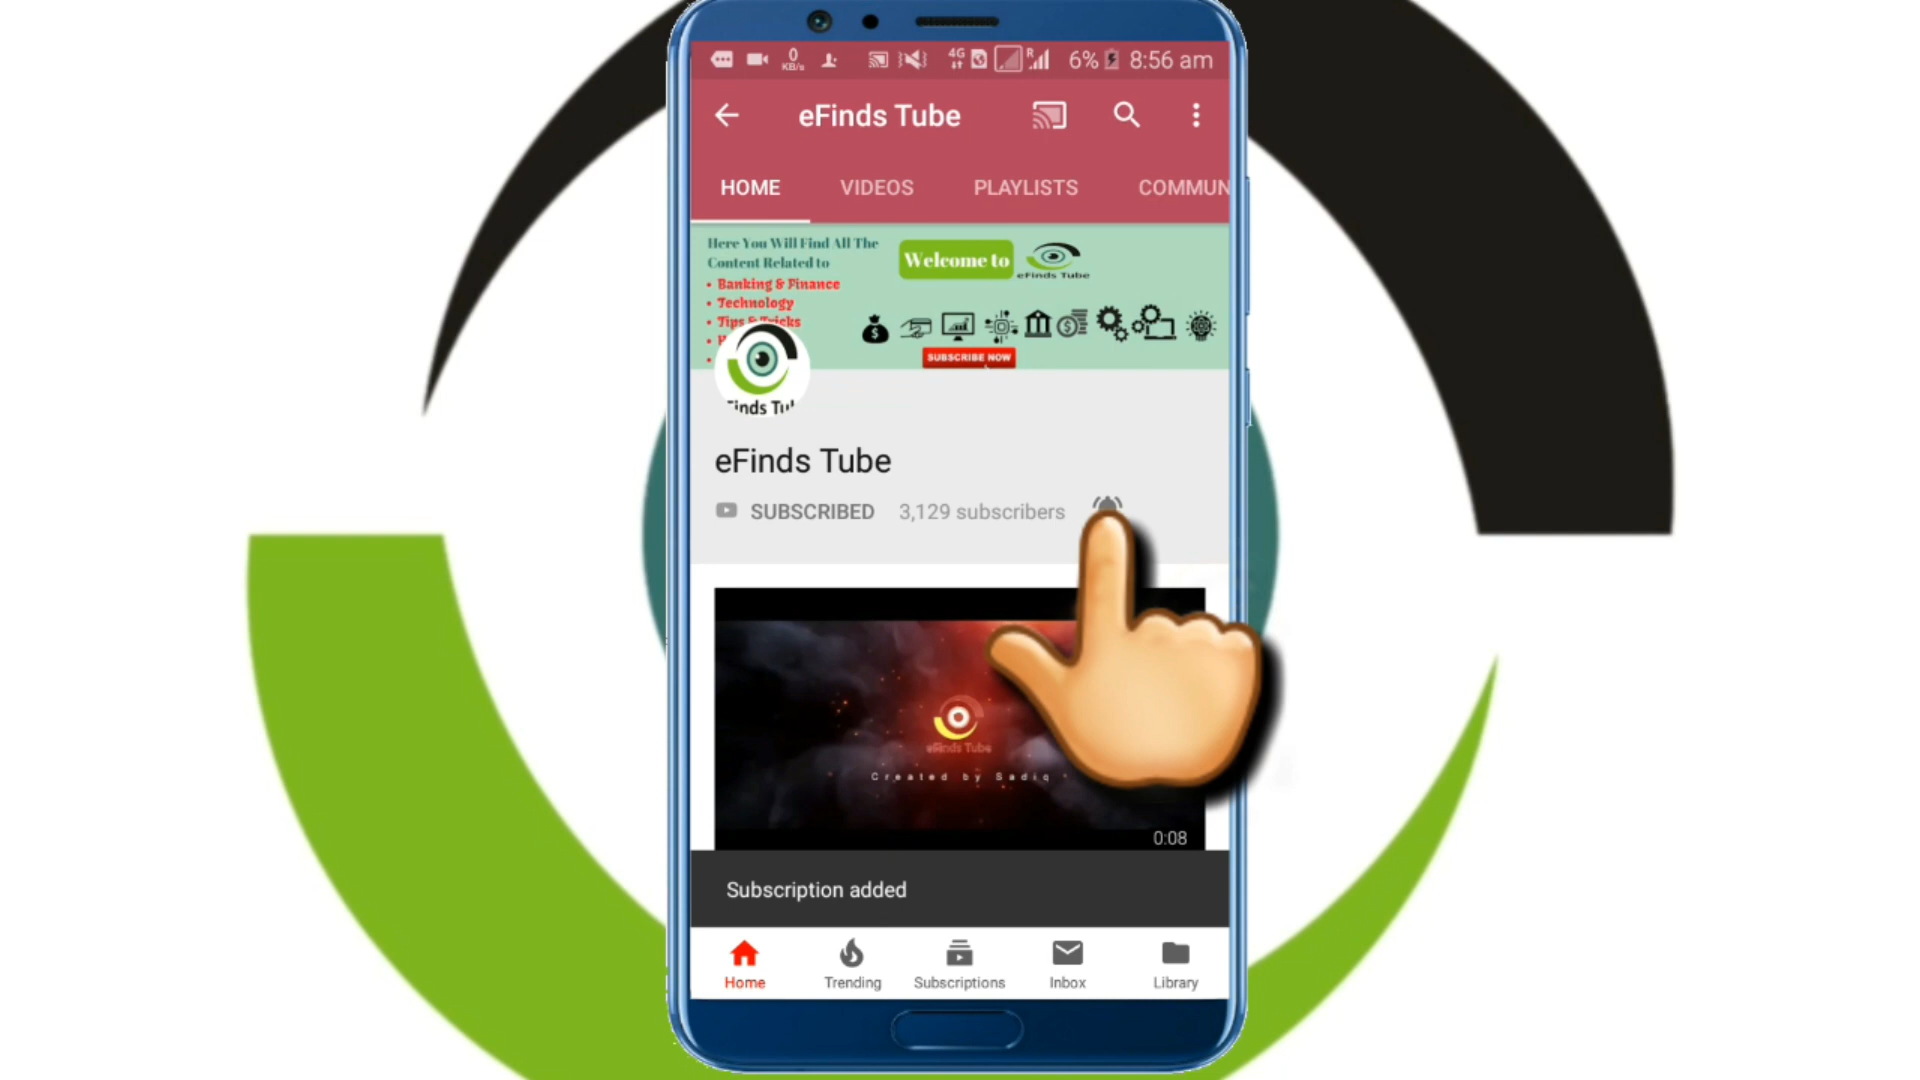 0
KB/s
4G
R
6%
8:56 am
eFinds Tube
HOME
VIDEOS
PLAYLISTS
COMMUN
Here You Will Find All The
Content Related to
• Banking & Finance
• Technology
• Tips & Tricks
Welcome to
eFinds Tube
SUBSCRIBE NOW
eFinds Tube
SUBSCRIBED
3,129 subscribers
eFinds Tube
Created by Sadiq
0:08
Subscription added
Home
Trending
Subscriptions
Inbox
Library